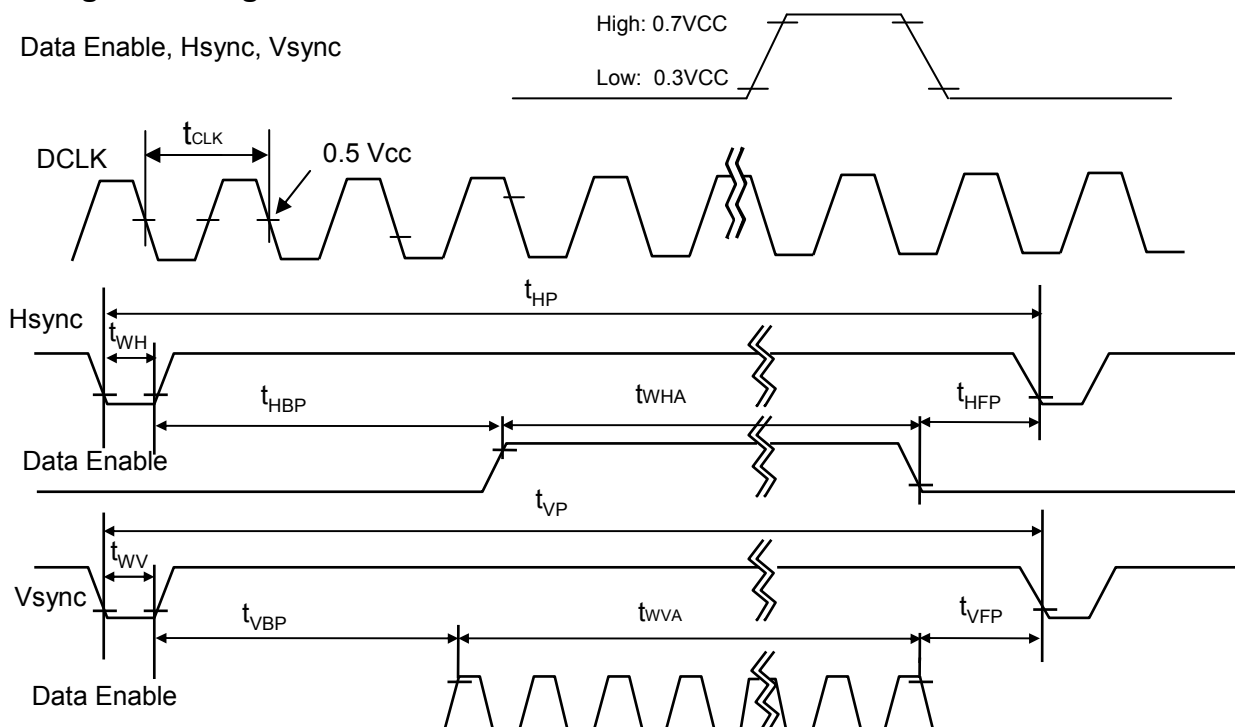 Data Enable, Hsync, Vsync
High: 0.7VCC
Low: 0.3VCC
DCLK
tCLK
0.5 Vcc
tHP
Hsync
tWH
tHBP
tWHA
tHFP
Data Enable
tVP
tWV
Vsync
tVBP
tWVA
tVFP
Data Enable